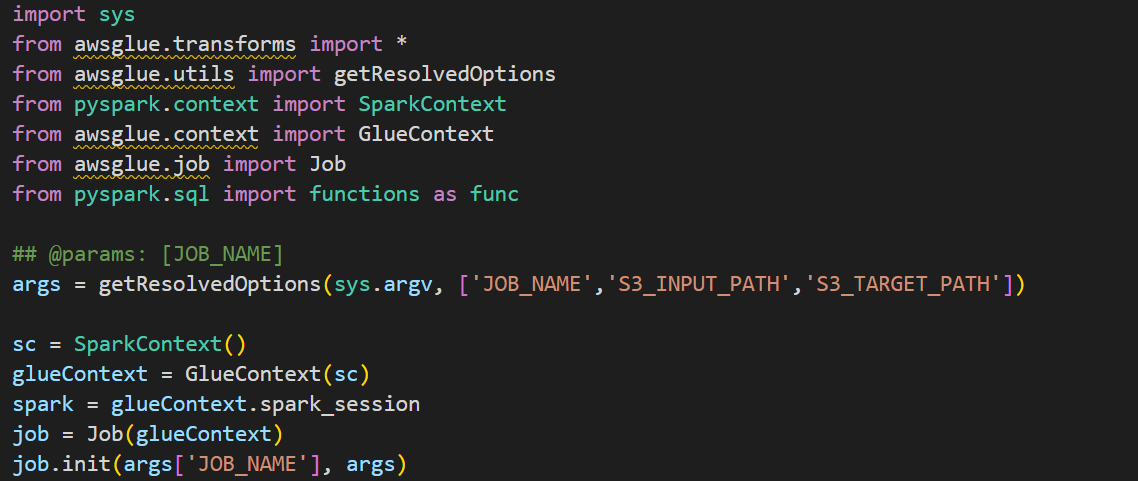 import sys
from awsglue.transforms import *
from awsglue.utils import getResolvedOptions
from pyspark.context import SparkContext
from awsglue.context import GlueContext
from awsglue.job import Job
from pyspark.sql import functions as func
## @params: [JOB_NAME]
args = getResolvedOptions(sys.argv, ['JOB_NAME','S3_INPUT_PATH','S3_TARGET_PATH'])
sc = SparkContext()
glueContext = GlueContext(sc)
spark = glueContext.spark_session
job = Job(glueContext)
job.init(args['JOB_NAME'], args)